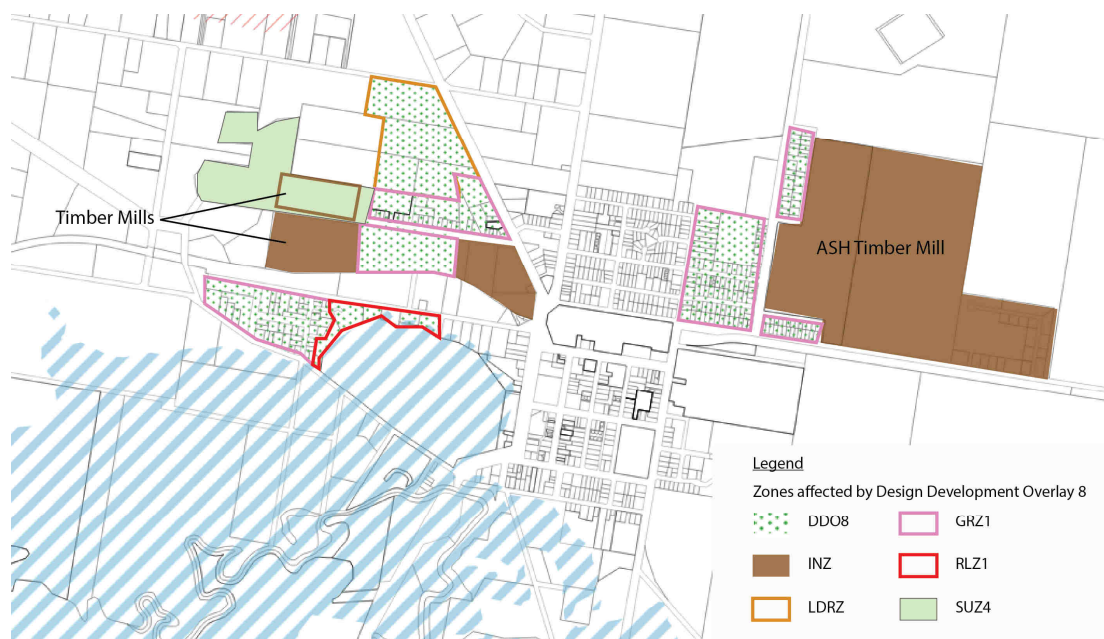 Timber Mills
ASH Timber Mill
Legend
Zones affected by Design Development Overlay 8
DDO8
GRZ1
INZ
RLZ1
LDRZ
SUZ4